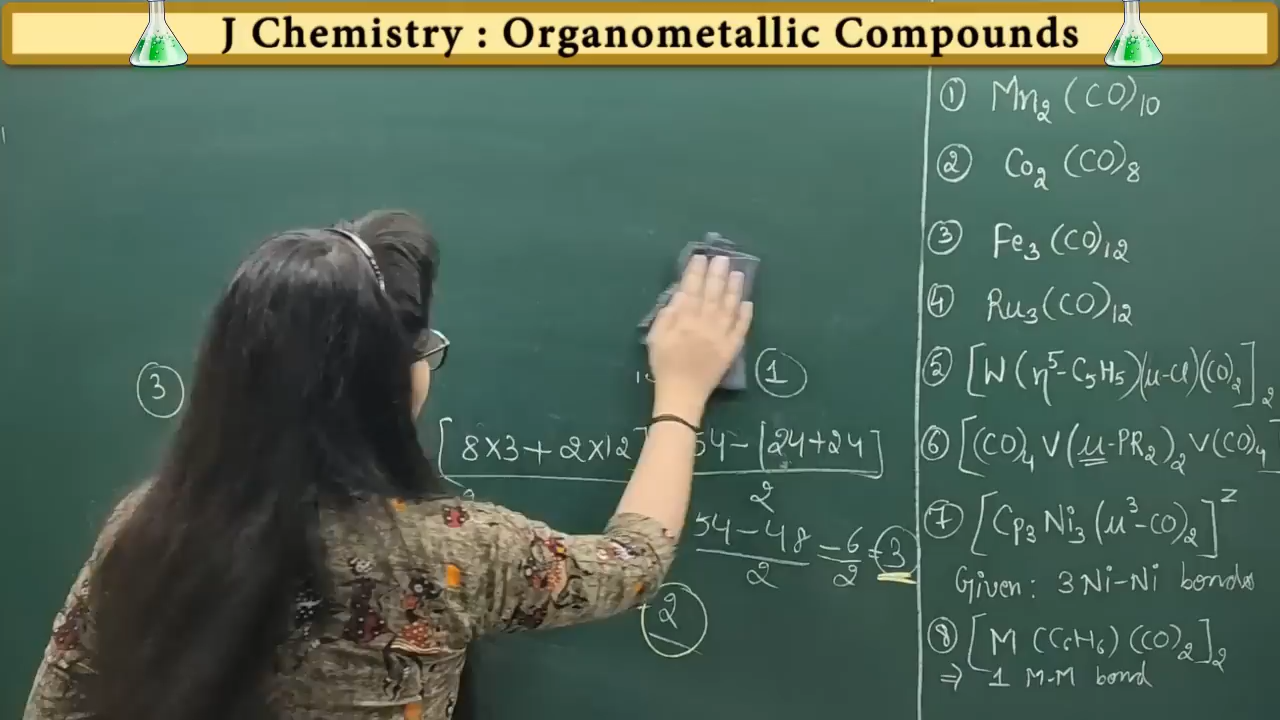 J Chemistry : Organometallic Compounds
③
①
[8×3+2×12] 54-[24+24]
2
54-48 = 6 = ③
2 2
②
① Mn₂ (CO)₁₀
② Co₂ (CO)₈
③ Fe₃ (CO)₁₂
④ Ru₃(CO)₁₂
⑤ [W(η⁵-C₅H₅)(μ-Cl)(CO)₂]₂
⑥ [(CO)₄ V(μ-PR₂)₂ V(CO)₄]
⑦ [Cp₃ Ni₃ (μ³-CO)₂]ᶻ
Given: 3 Ni-Ni bonds
⑧ [M (C₆H₆) (CO)₂]₂
⇒ 1 M-M bond